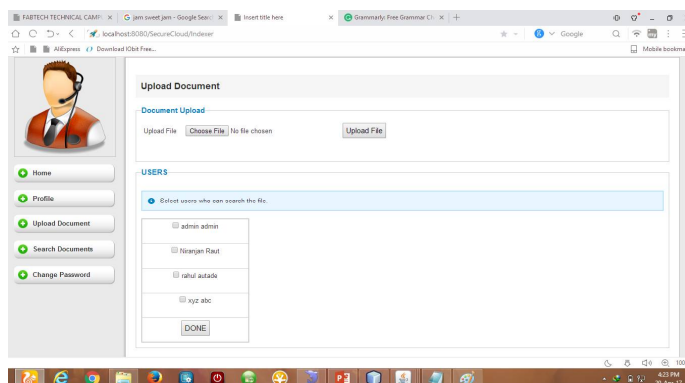 FABTECH TECHNICAL CAMP
jam sweet jam - Google Searc
Insert title here
Grammarly: Free Grammar Ch
localhost:8080/SecureCloud/Indexer
Google
AliExpress
Download IObit Free...
Mobile bookma
Upload Document
Document Upload
Upload File Choose File No file chosen Upload File
Home
USERS
Profile
Select users who can search the file.
Upload Document
admin admin
Search Documents
Niranjan Raut
Change Password
rahul autade
xyz abc
DONE
100
4:23 PM